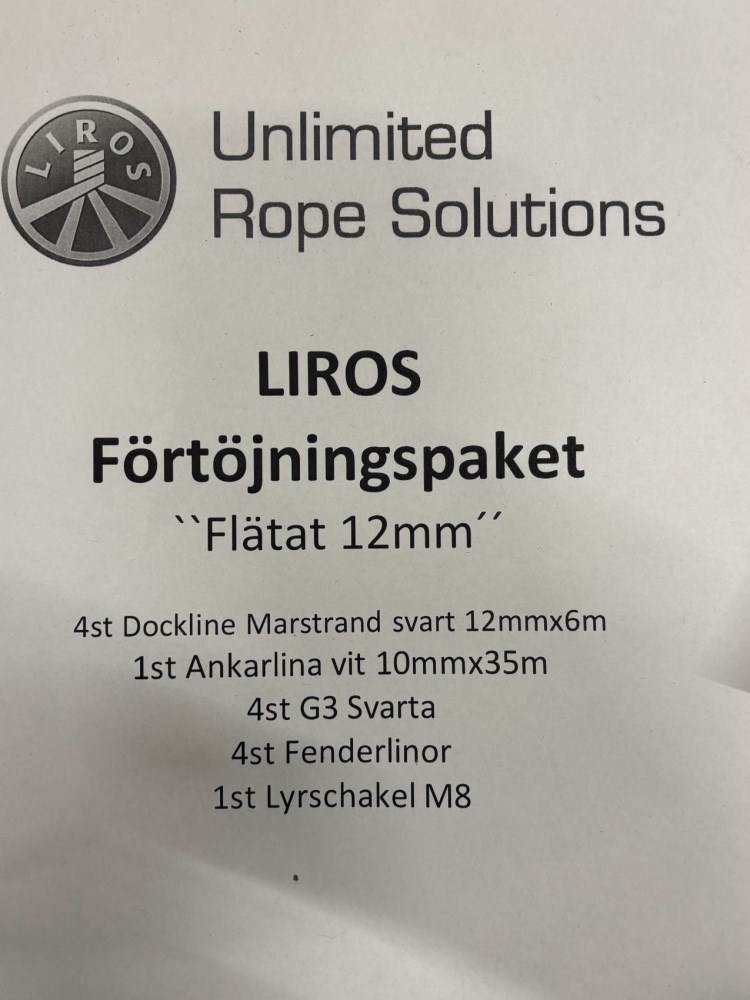 LIROS
Unlimited
Rope Solutions
LIROS
Förtöjningspaket
``Flätat 12mm´´
4st Dockline Marstrand svart 12mmx6m
1st Ankarlina vit 10mmx35m
4st G3 Svarta
4st Fenderlinor
1st Lyrschakel M8